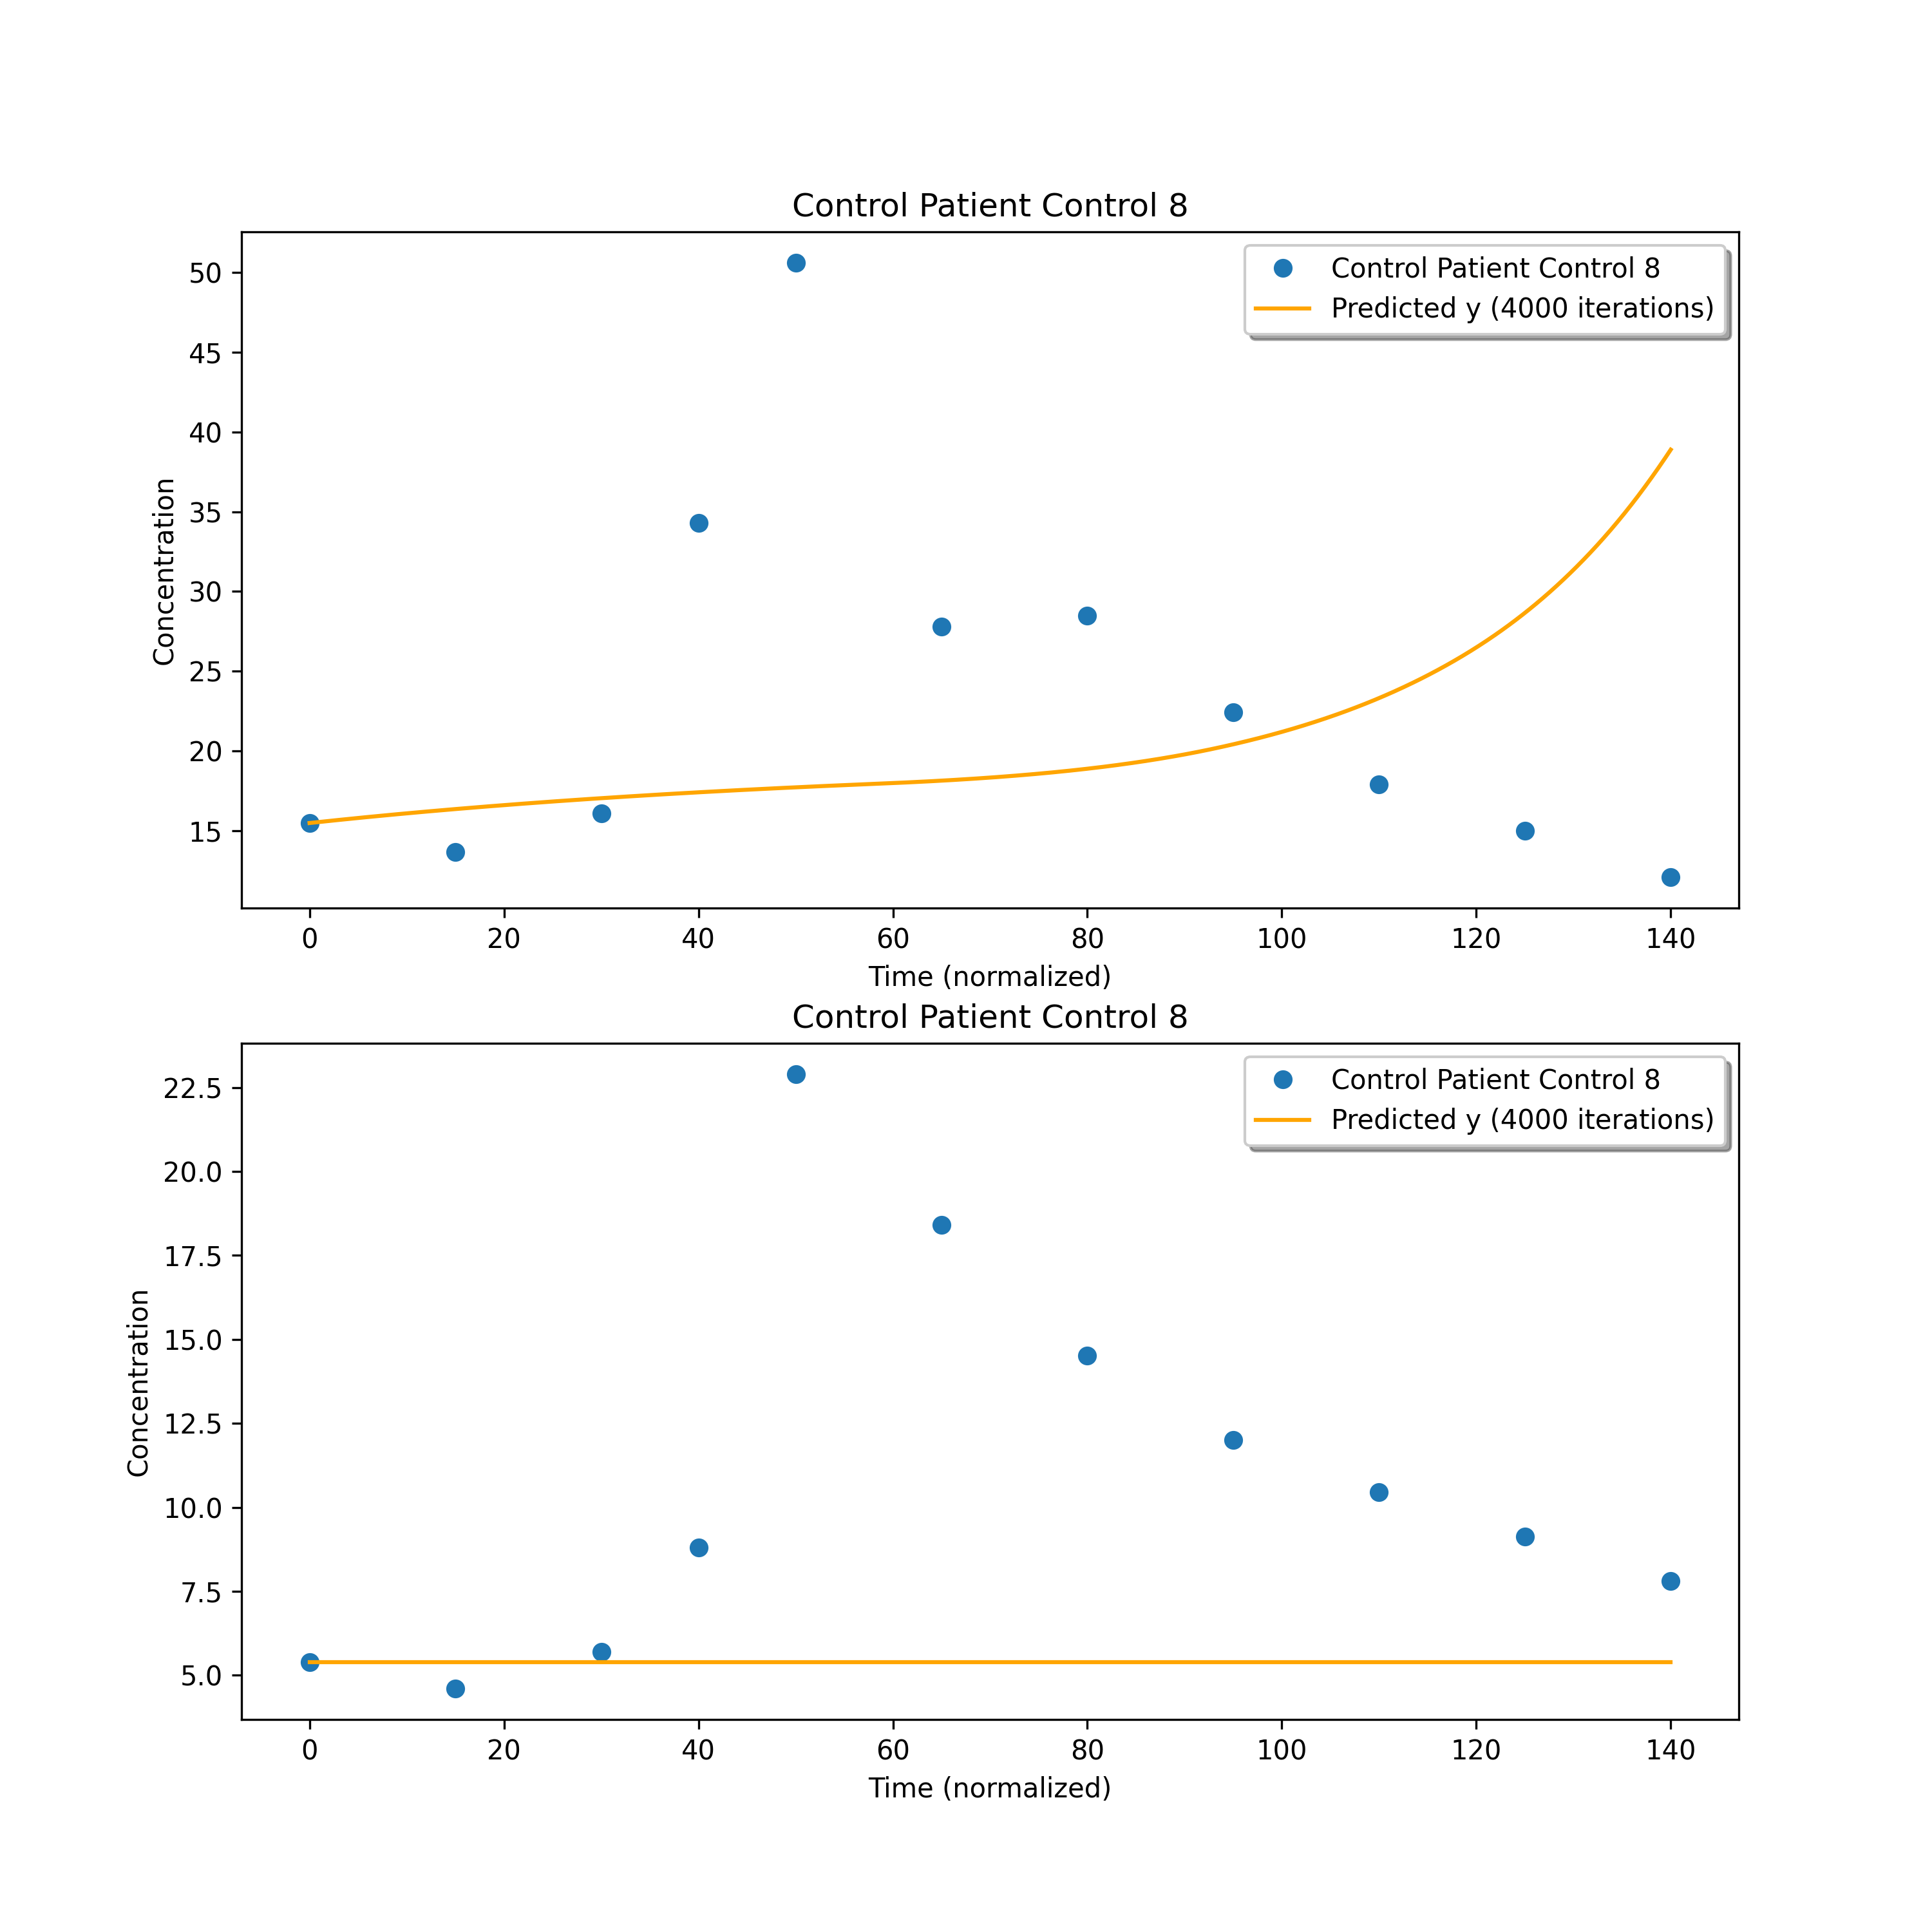 Control Patient Control 8
Control Patient Control 8
Predicted y (4000 iterations)
50
45
40
35
30
25
20
15
Concentration
0 20 40 60 80 100 120 140
Time (normalized)
Control Patient Control 8
Control Patient Control 8
Predicted y (4000 iterations)
22.5
20.0
17.5
15.0
12.5
10.0
7.5
5.0
Concentration
0 20 40 60 80 100 120 140
Time (normalized)